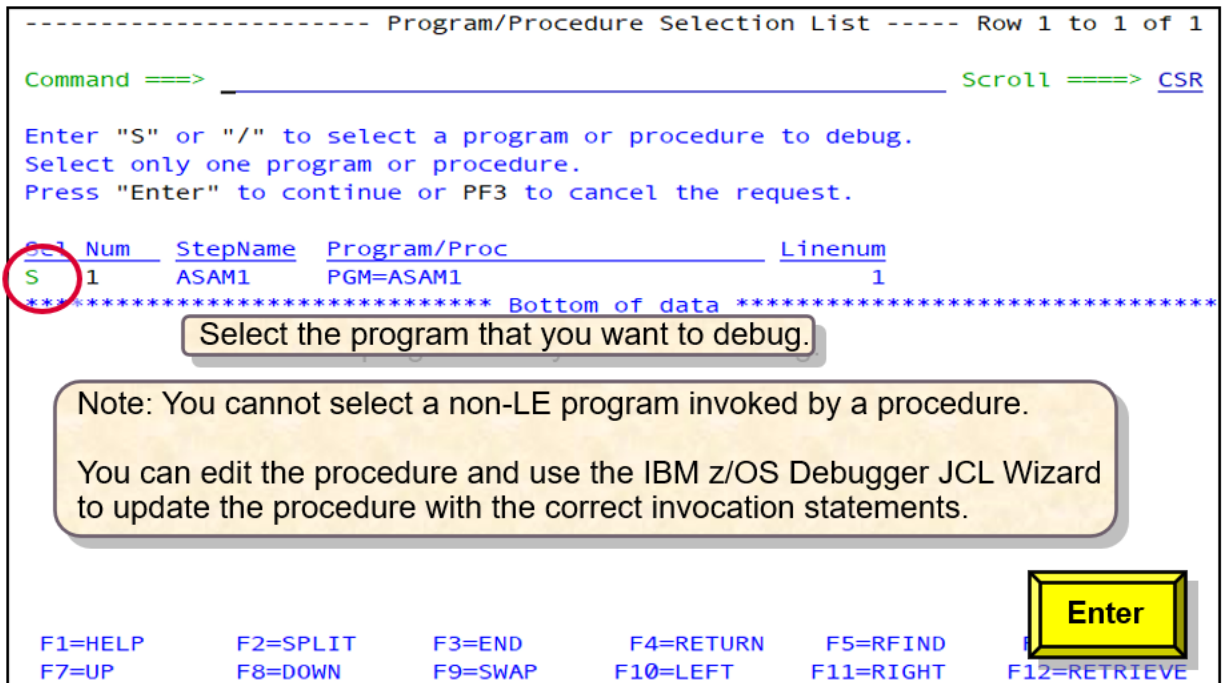 ----------------------- Program/Procedure Selection List ----- Row 1 to 1 of 1
Command ===> _ Scroll ====> CSR
Enter "S" or "/" to select a program or procedure to debug.
Select only one program or procedure.
Press "Enter" to continue or PF3 to cancel the request.
Sel Num StepName Program/Proc Linenum
S 1 ASAM1 PGM=ASAM1 1
******************************* Bottom of data ********************************
Select the program that you want to debug.
Note: You cannot select a non-LE program invoked by a procedure.
You can edit the procedure and use the IBM z/OS Debugger JCL Wizard
to update the procedure with the correct invocation statements.
Enter
F1=HELP F2=SPLIT F3=END F4=RETURN F5=RFIND
F7=UP F8=DOWN F9=SWAP F10=LEFT F11=RIGHT F12=RETRIEVE